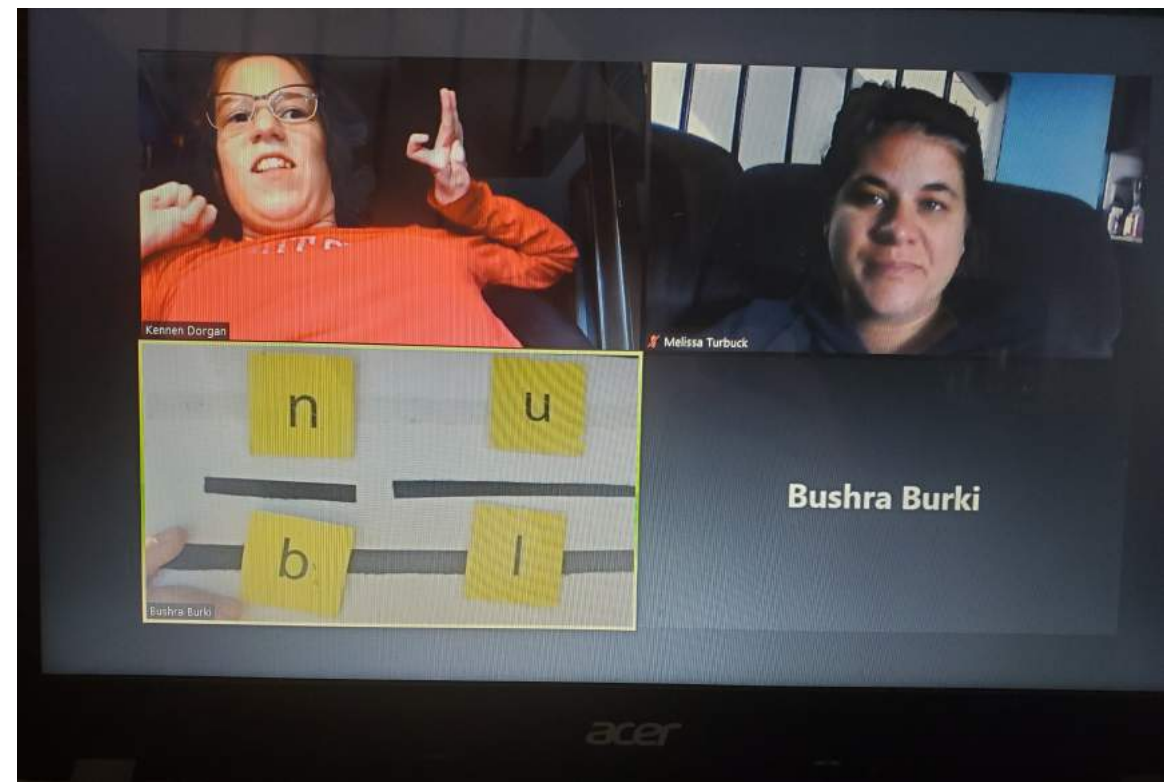 Kennen Dorgan
Melissa Turbuck
n u
b l
Bushra Burki
Bushra Burki
acer